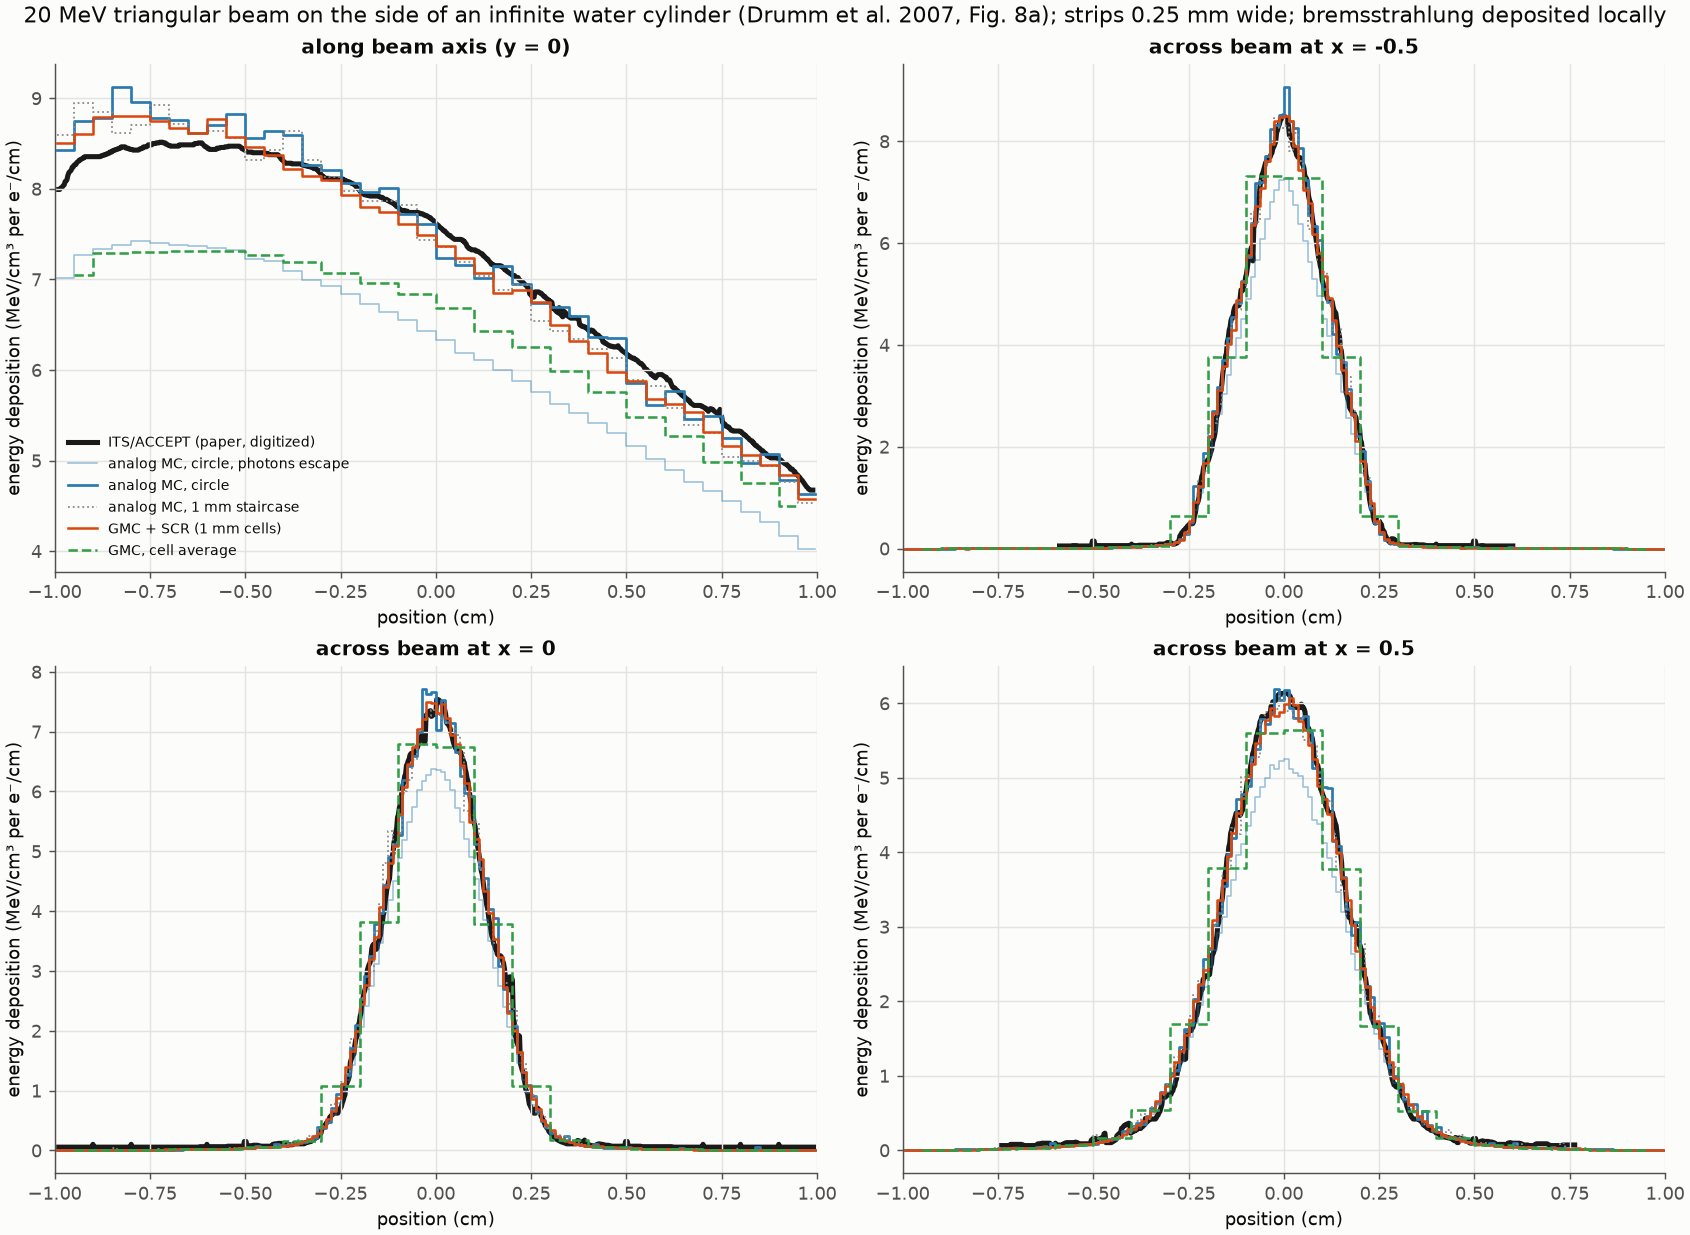 20 MeV triangular beam on the side of an infinite water cylinder (Drumm et al. 2007, Fig. 8a); strips 0.25 mm wide; bremsstrahlung deposited locally
along beam axis (y = 0)
energy deposition (MeV/cm³ per e⁻/cm)
9
8
7
6
5
4
ITS/ACCEPT (paper, digitized)
analog MC, circle, photons escape
analog MC, circle
analog MC, 1 mm staircase
GMC + SCR (1 mm cells)
GMC, cell average
−1.00 −0.75 −0.50 −0.25 0.00 0.25 0.50 0.75 1.00
position (cm)
across beam at x = -0.5
energy deposition (MeV/cm³ per e⁻/cm)
8
6
4
2
0
−1.00 −0.75 −0.50 −0.25 0.00 0.25 0.50 0.75 1.00
position (cm)
across beam at x = 0
energy deposition (MeV/cm³ per e⁻/cm)
8
7
6
5
4
3
2
1
0
−1.00 −0.75 −0.50 −0.25 0.00 0.25 0.50 0.75 1.00
position (cm)
across beam at x = 0.5
energy deposition (MeV/cm³ per e⁻/cm)
6
5
4
3
2
1
0
−1.00 −0.75 −0.50 −0.25 0.00 0.25 0.50 0.75 1.00
position (cm)